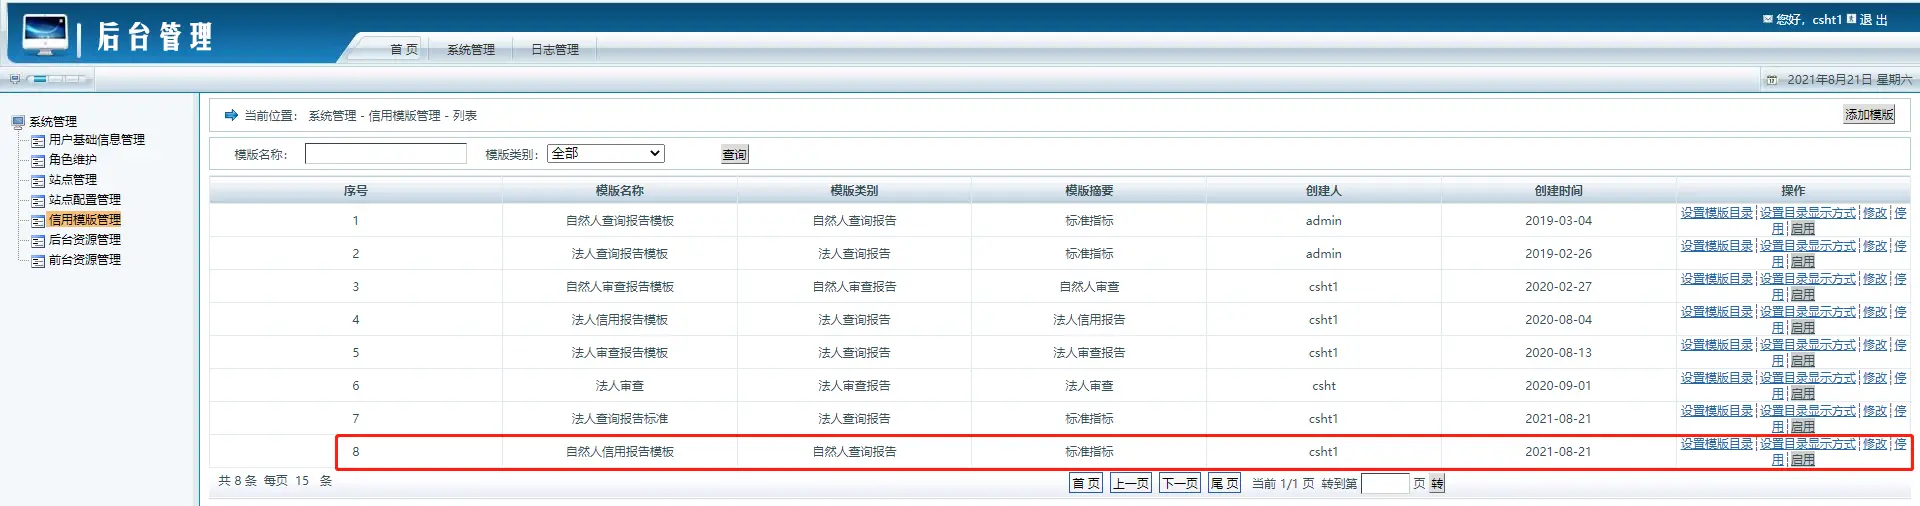 您好，csht1 退 出
后台管理
首 页 系统管理 日志管理
2021年8月21日 星期六
系统管理
用户基础信息管理
角色维护
站点管理
站点配置管理
信用模版管理
后台资源管理
前台资源管理
当前位置： 系统管理 - 信用模版管理 - 列表 添加模版
模版名称： 模版类别： 全部 查询
序号 模版名称 模版类别 模版摘要 创建人 创建时间 操作
1 自然人查询报告模板 自然人查询报告 标准指标 admin 2019-03-04 设置模版目录 设置目录显示方式 修改 停
用 启用
2 法人查询报告模板 法人查询报告 标准指标 admin 2019-02-26 设置模版目录 设置目录显示方式 修改 停
用 启用
3 自然人审查报告模板 自然人审查报告 自然人审查 csht1 2020-02-27 设置模版目录 设置目录显示方式 修改 停
用 启用
4 法人信用报告模板 法人查询报告 法人信用报告 csht1 2020-08-04 设置模版目录 设置目录显示方式 修改 停
用 启用
5 法人审查报告模板 法人查询报告 法人审查报告 csht1 2020-08-13 设置模版目录 设置目录显示方式 修改 停
用 启用
6 法人审查 法人审查报告 法人审查 csht 2020-09-01 设置模版目录 设置目录显示方式 修改 停
用 启用
7 法人查询报告标准 法人查询报告 标准指标 csht1 2021-08-21 设置模版目录 设置目录显示方式 修改 停
用 启用
8 自然人信用报告模板 自然人查询报告 标准指标 csht1 2021-08-21 设置模版目录 设置目录显示方式 修改 停
用 启用
共 8 条 每页 15 条 首 页 上一页 下一页 尾 页 当前 1/1 页 转到第 页 转